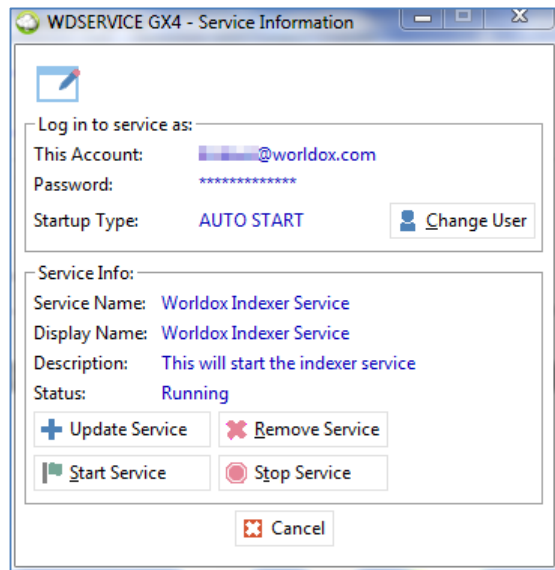 WDSERVICE GX4 - Service Information
Log in to service as:
This Account: @worldox.com
Password: *************
Startup Type: AUTO START Change User
Service Info:
Service Name: Worldox Indexer Service
Display Name: Worldox Indexer Service
Description: This will start the indexer service
Status: Running
Update Service Remove Service
Start Service Stop Service
Cancel